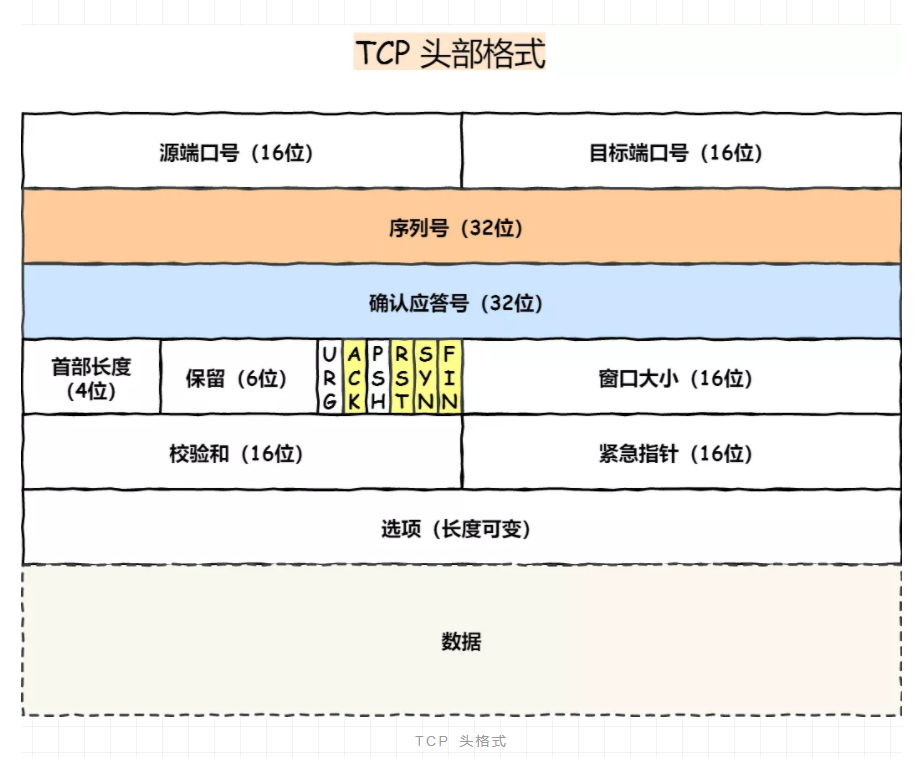 TCP 头部格式
源端口号（16位） 目标端口号（16位）
序列号（32位）
确认应答号（32位）
首部长度
（4位）
保留（6位）
URG
ACK
PSH
RST
SYN
FIN
窗口大小（16位）
校验和（16位） 紧急指针（16位）
选项（长度可变）
数据
TCP 头格式